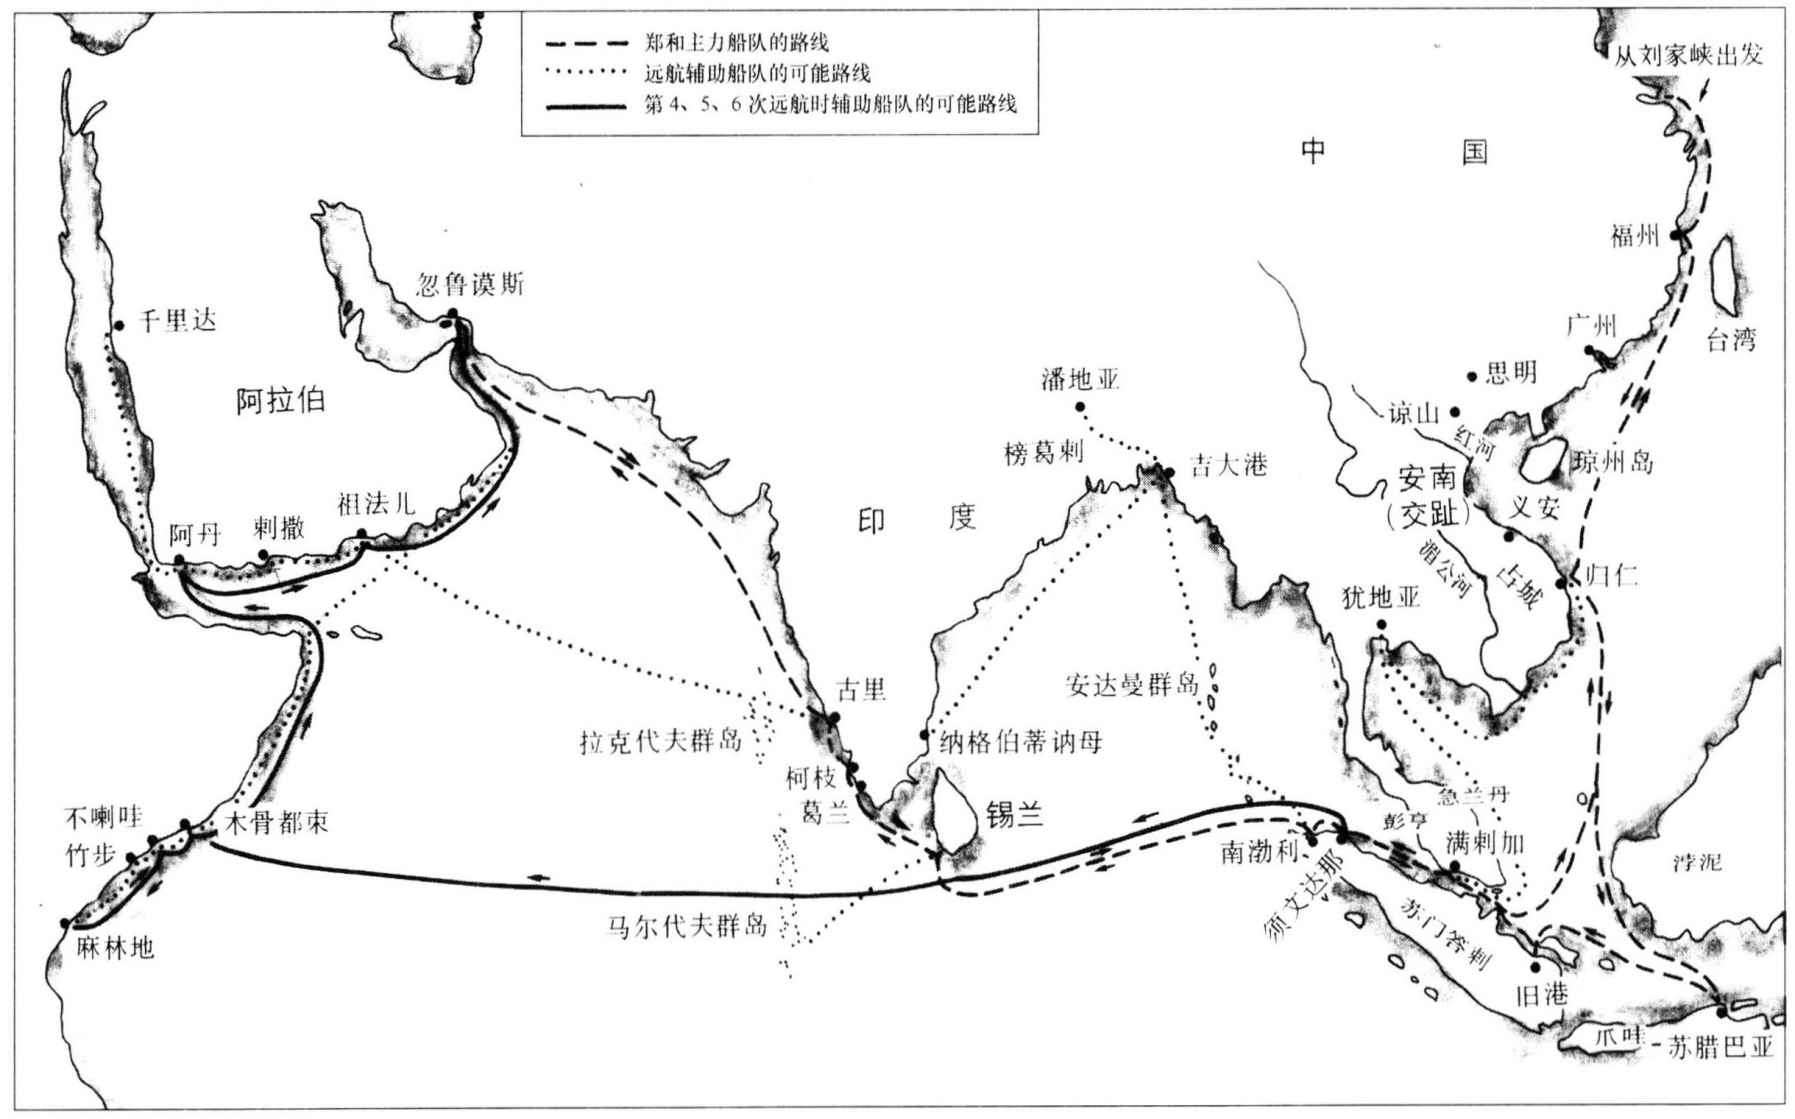 郑和主力船队的路线
远航辅助船队的可能路线
第4、5、6次远航时辅助船队的可能路线
从刘家峡出发
中国
福州
台湾
广州
思明
谅山
红河
琼州岛
安南
(交趾)
义安
湄公河
占城
归仁
犹地亚
忽鲁谟斯
千里达
阿拉伯
潘地亚
榜葛剌
吉大港
印度
祖法儿
剌撒
阿丹
古里
安达曼群岛
拉克代夫群岛
纳格伯蒂讷母
柯枝
葛兰
锡兰
急兰丹
彭亨
满剌加
南渤利
须文达那
苏门答剌
浡泥
不喇哇
竹步
木骨都束
麻林地
马尔代夫群岛
旧港
爪哇-苏腊巴亚